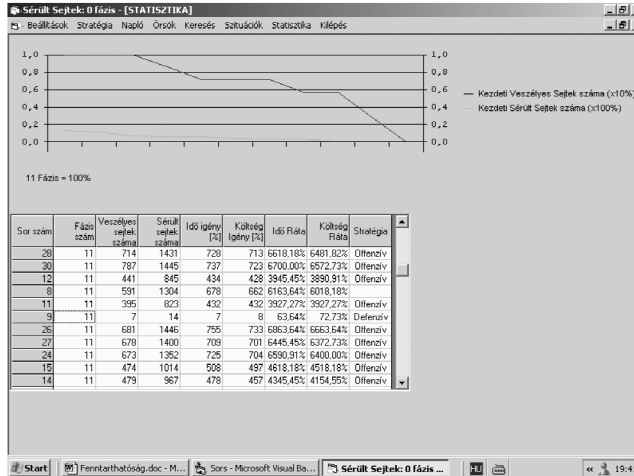 Sérült Sejtek: 0 fázis - [STATISZTIKA]
Beállítások Stratégia Napló Örsök Keresés Szituációk Statisztika Kilépés
1,0 1,0
0,8 0,8
0,6 0,6
0,4 0,4
0,2 0,2
0,0 0,0
Kezdeti Veszélyes Sejtek száma (x10%)
Kezdeti Sérült Sejtek száma (x100%)
11 Fázis = 100%
Sor szám Fázis szám Veszélyes sejtek száma Sérült sejtek száma Idő igény [%] Költség Igény [%] Idő Ráta Költség Ráta Stratégia
28 11 714 1431 728 713 6618,18% 6481,82% Offenzív
30 11 787 1445 737 723 6700,00% 6572,73% Offenzív
12 11 441 845 434 428 3945,45% 3890,91% Offenzív
8 11 591 1304 678 662 6163,64% 6018,18%
11 11 395 823 432 432 3927,27% 3927,27% Offenzív
9 11 7 14 7 8 63,64% 72,73% Defenzív
26 11 681 1446 755 733 6863,64% 6663,64% Offenzív
27 11 678 1400 709 701 6445,45% 6372,73% Offenzív
24 11 673 1352 725 704 6590,91% 6400,00% Offenzív
15 11 474 1014 508 497 4618,18% 4518,18% Offenzív
14 11 479 967 478 457 4345,45% 4154,55% Offenzív
Start Fenntarthatóság.doc - M... Sors - Microsoft Visual Ba... Sérült Sejtek: 0 fázis ... HU « 19:4